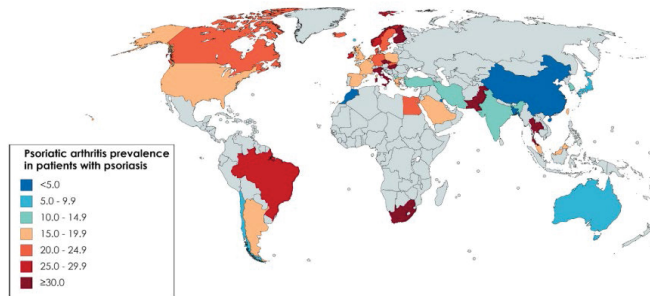 Psoriatic arthritis prevalence
in patients with psoriasis
<5.0
5.0 - 9.9
10.0 - 14.9
15.0 - 19.9
20.0 - 24.9
25.0 - 29.9
≥30.0